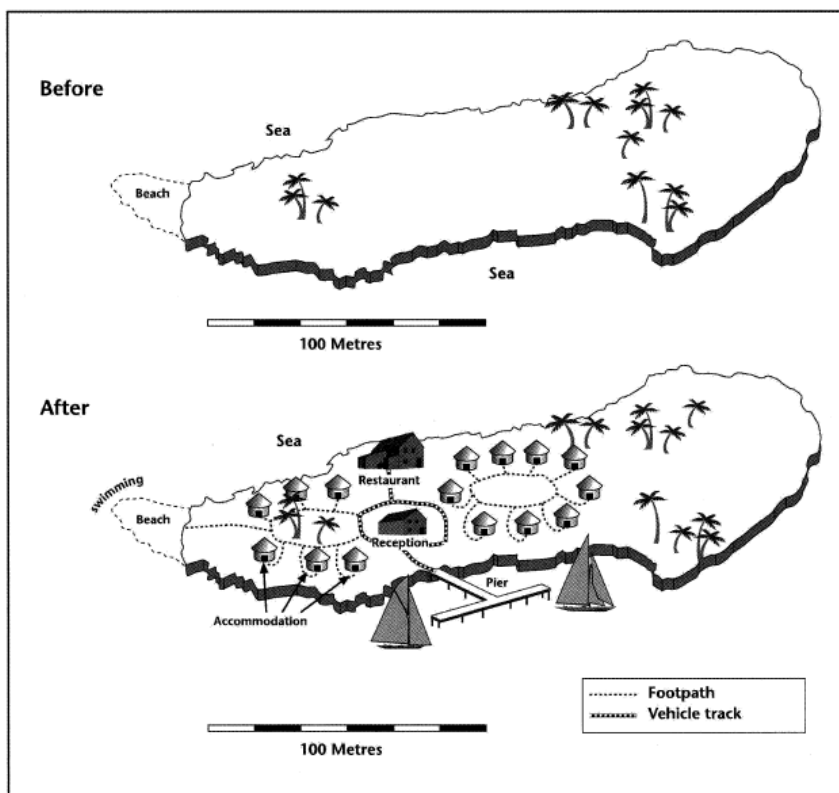 Before
Sea
Beach
Sea
100 Metres
After
Sea
swimming
Restaurant
Beach
Reception
Pier
Accommodation
Footpath
Vehicle track
100 Metres